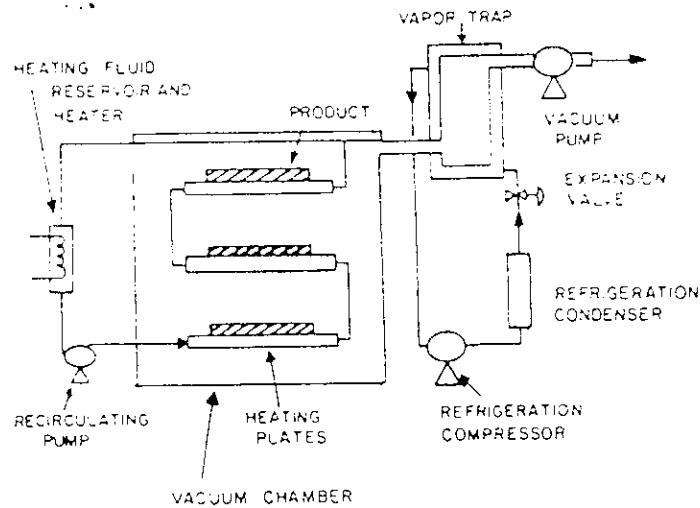 VAPOR TRAP
HEATING FLUID
RESERVOIR AND
HEATER
PRODUCT
VACUUM
PUMP
EXPANSION
VALVE
REFRIGERATION
CONDENSER
RECIRCULATING
PUMP
HEATING
PLATES
REFRIGERATION
COMPRESSOR
VACUUM CHAMBER